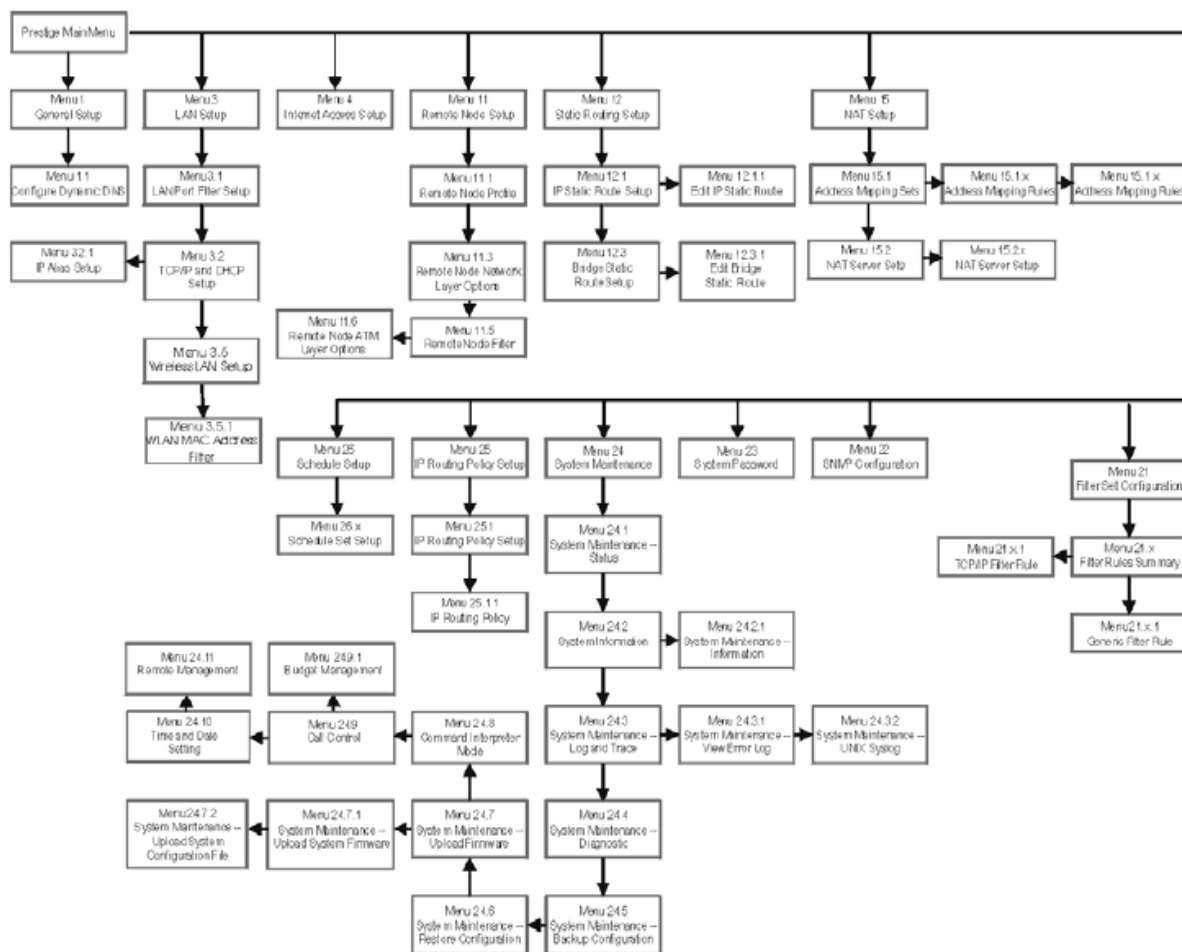 Prestige Main Menu
Menu 1
General Setup
Menu 3
LAN Setup
Menu 4
Internet Access Setup
Menu 11
Remote Node Setup
Menu 12
Static Routing Setup
Menu 15
NAT Setup
Menu 1.1
Configure Dynamic DNS
Menu 3.1
LAN Port Filter Setup
Menu 11.1
Remote Node Profile
Menu 12.1
IP Static Route Setup
Menu 12.1.1
Edit IP Static Route
Menu 15.1
Address Mapping Sets
Menu 15.1.x
Address Mapping Rules
Menu 15.1.x
Address Mapping Rules
Menu 3.2.1
IP Alias Setup
Menu 3.2
TCP/IP and DHCP
Setup
Menu 11.3
Remote Node Network
Layer Options
Menu 12.3
Bridge Static
Route Setup
Menu 12.3.1
Edit Bridge
Static Route
Menu 15.2
NAT Server Sets
Menu 15.2.x
NAT Server Setup
Menu 11.6
Remote Node ATM
Layer Options
Menu 11.5
Remote Node Filter
Menu 3.5
Wireless LAN Setup
Menu 3.5.1
WLAN MAC Address
Filter
Menu 26
Schedule Setup
Menu 25
IP Routing Policy Setup
Menu 24
System Maintenance
Menu 23
System Password
Menu 22
SNMP Configuration
Menu 21
Filter Set Configuration
Menu 26.x
Schedule Set Setup
Menu 25.1
IP Routing Policy Setup
Menu 24.1
System Maintenance --
Status
Menu 21.x.1
TCP/IP Filter Rule
Menu 21.x
Filter Rules Summary
Menu 25.1.1
IP Routing Policy
Menu 24.2
System Information
Menu 24.2.1
System Maintenance --
Information
Menu 21.x.1
Generic Filter Rule
Menu 24.11
Remote Management
Menu 24.9.1
Budget Management
Menu 24.10
Time and Date
Setting
Menu 24.9
Call Control
Menu 24.8
Command Interpreter
Mode
Menu 24.3
System Maintenance --
Log and Trace
Menu 24.3.1
System Maintenance --
View Error Log
Menu 24.3.2
System Maintenance --
UNIX Syslog
Menu 24.7.2
System Maintenance --
Upload System
Configuration File
Menu 24.7.1
System Maintenance --
Upload System Firmware
Menu 24.7
System Maintenance --
Upload Firmware
Menu 24.4
System Maintenance --
Diagnostic
Menu 24.6
System Maintenance --
Restore Configuration
Menu 24.5
System Maintenance --
Backup Configuration